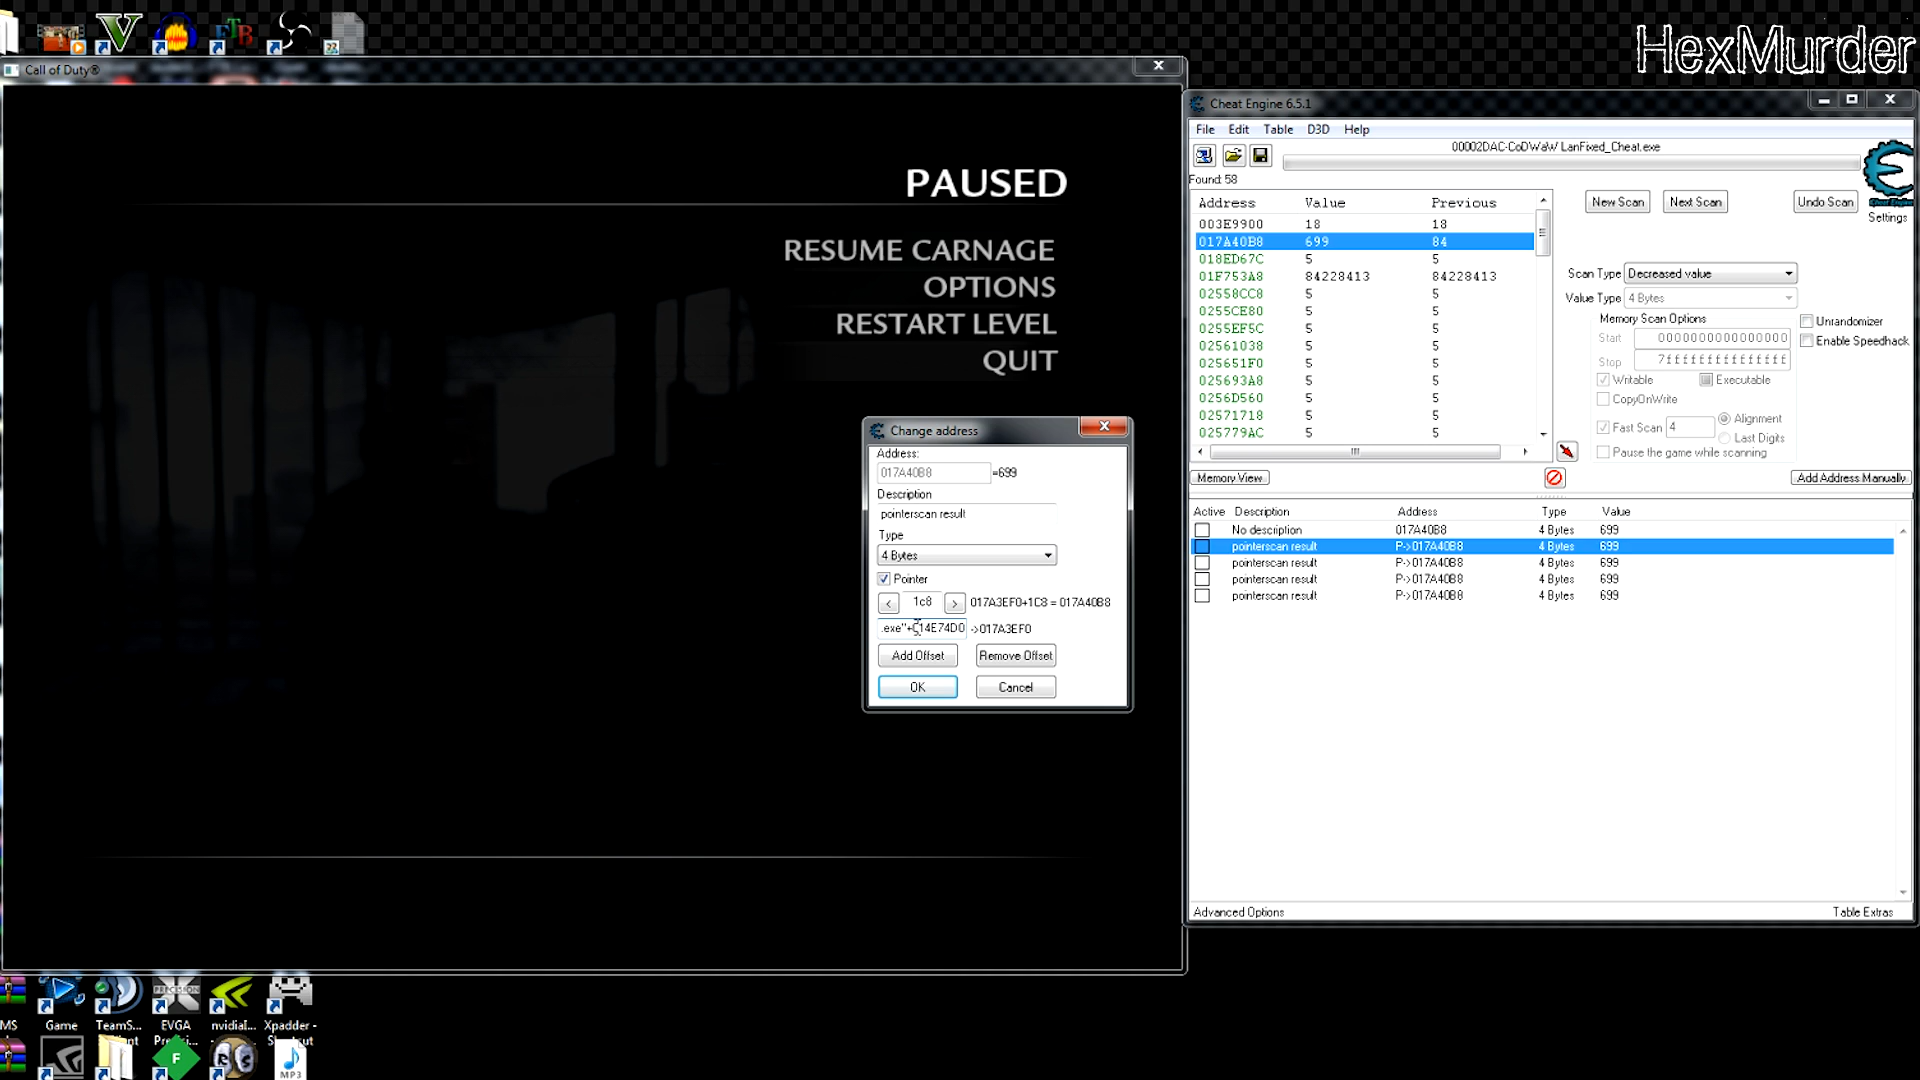 HexMurder
Call of Duty®
PAUSED
RESUME CARNAGE
OPTIONS
RESTART LEVEL
QUIT
Change address
Address:
017A40B8 =699
Description
pointerscan result
Type
4 Bytes
Pointer
< 1c8 > 017A3EF0+1C8 = 017A40B8
.exe"+014E74D0 ->017A3EF0
Add Offset Remove Offset
OK Cancel
Cheat Engine 6.5.1
File Edit Table D3D Help
00002DAC-CoDWaW LanFixed_Cheat.exe
Found: 58
Address Value Previous
003E9900 18 18
017A40B8 699 84
018ED67C 5 5
01F753A8 84228413 84228413
02558CC8 5 5
0255CE80 5 5
0255EF5C 5 5
02561038 5 5
025651F0 5 5
025693A8 5 5
0256D560 5 5
02571718 5 5
025779AC 5 5
New Scan Next Scan Undo Scan
Settings
Scan Type Decreased value
Value Type 4 Bytes
Memory Scan Options
Start 0000000000000000
Stop 7fffffffffffffff
Writable Executable
CopyOnWrite
Fast Scan 4 Alignment
Last Digits
Pause the game while scanning
Unrandomizer
Enable Speedhack
Memory View Add Address Manually
Active Description Address Type Value
No description 017A40B8 4 Bytes 699
pointerscan result P->017A40B8 4 Bytes 699
pointerscan result P->017A40B8 4 Bytes 699
pointerscan result P->017A40B8 4 Bytes 699
pointerscan result P->017A40B8 4 Bytes 699
Advanced Options Table Extras
MS Game TeamS... EVGA nvidiaI... Xpadder -
MP3